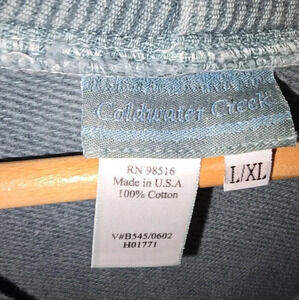 Coldwater Creek
RN 98516
Made in U.S.A.
100% Cotton
L/XL
V#B545/0602
H01771